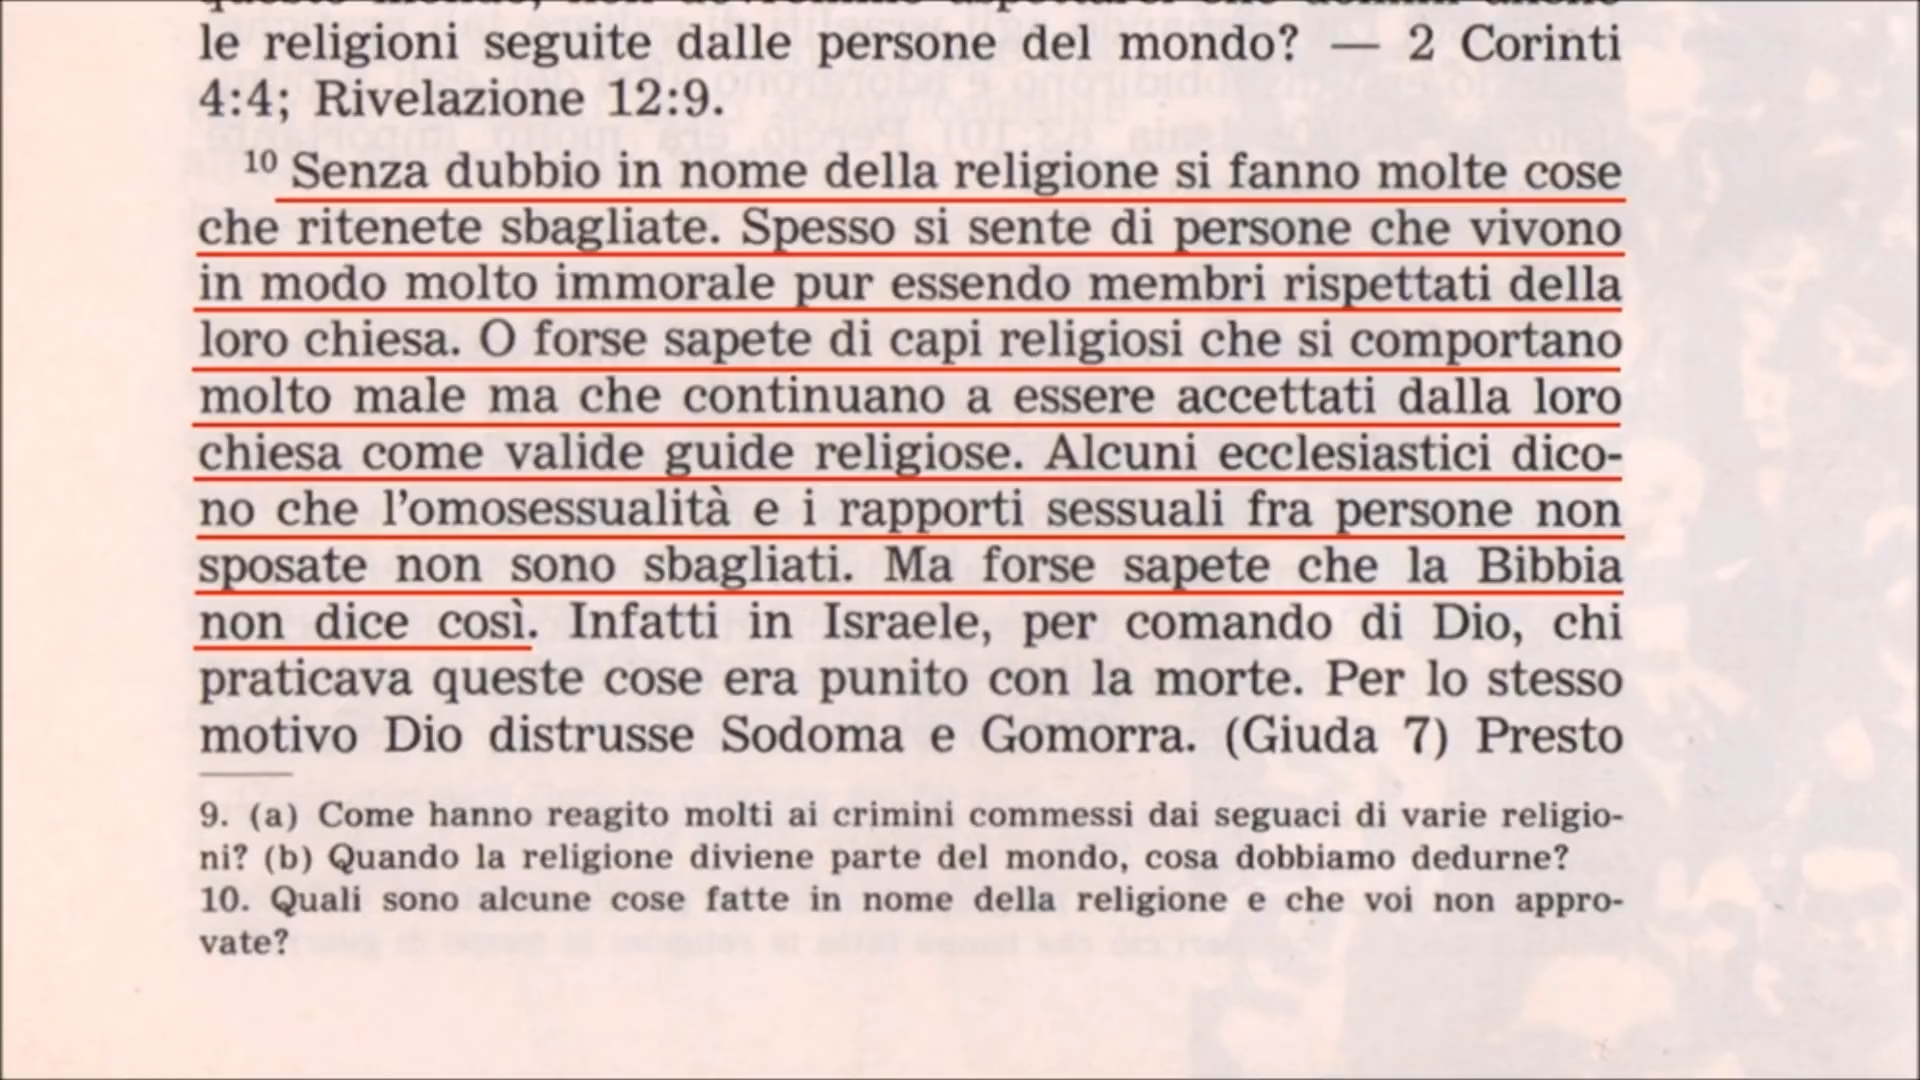 le religioni seguite dalle persone del mondo? — 2 Corinti
4:4; Rivelazione 12:9.
10 Senza dubbio in nome della religione si fanno molte cose
che ritenete sbagliate. Spesso si sente di persone che vivono
in modo molto immorale pur essendo membri rispettati della
loro chiesa. O forse sapete di capi religiosi che si comportano
molto male ma che continuano a essere accettati dalla loro
chiesa come valide guide religiose. Alcuni ecclesiastici dico-
no che l’omosessualità e i rapporti sessuali fra persone non
sposate non sono sbagliati. Ma forse sapete che la Bibbia
non dice così. Infatti in Israele, per comando di Dio, chi
praticava queste cose era punito con la morte. Per lo stesso
motivo Dio distrusse Sodoma e Gomorra. (Giuda 7) Presto
9. (a) Come hanno reagito molti ai crimini commessi dai seguaci di varie religio-
ni? (b) Quando la religione diviene parte del mondo, cosa dobbiamo dedurne?
10. Quali sono alcune cose fatte in nome della religione e che voi non appro-
vate?